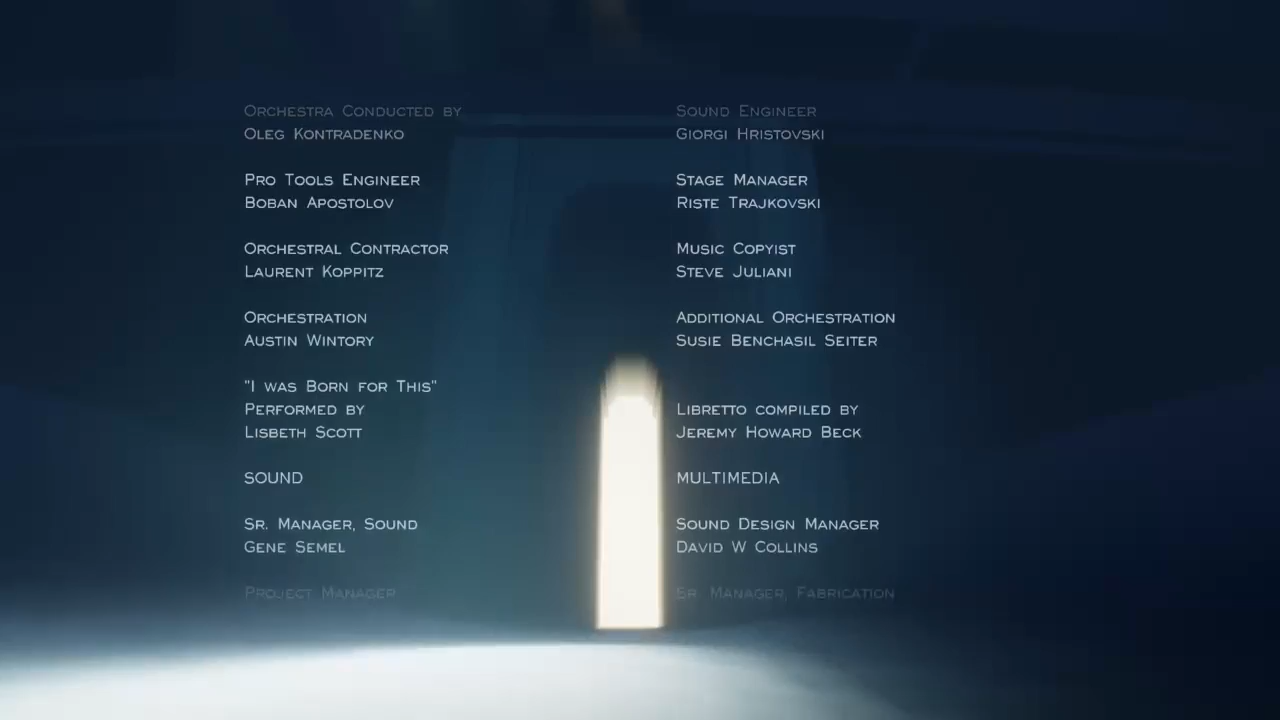 Orchestra Conducted by
Oleg Kontradenko
Pro Tools Engineer
Boban Apostolov
Orchestral Contractor
Laurent Koppitz
Orchestration
Austin Wintory
"I was Born for This"
Performed by
Lisbeth Scott
SOUND
Sr. Manager, Sound
Gene Semel
Project Manager
Sound Engineer
Giorgi Hristovski
Stage Manager
Riste Trajkovski
Music Copyist
Steve Juliani
Additional Orchestration
Susie Benchasil Seiter
Libretto compiled by
Jeremy Howard Beck
MULTIMEDIA
Sound Design Manager
David W Collins
Sr. Manager, Fabrication